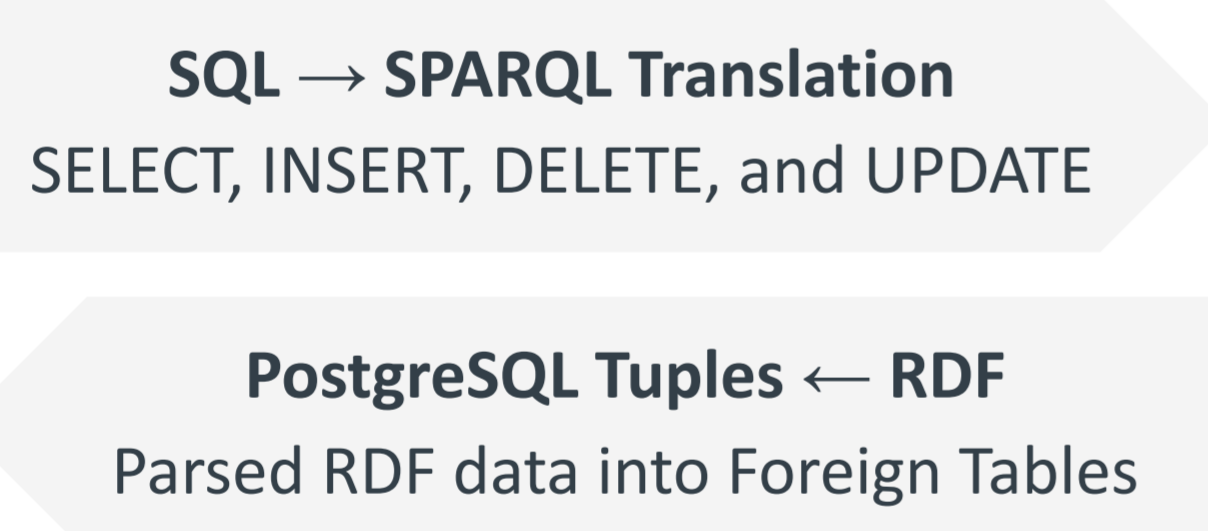 SQL → SPARQL Translation
SELECT, INSERT, DELETE, and UPDATE
PostgreSQL Tuples ← RDF
Parsed RDF data into Foreign Tables